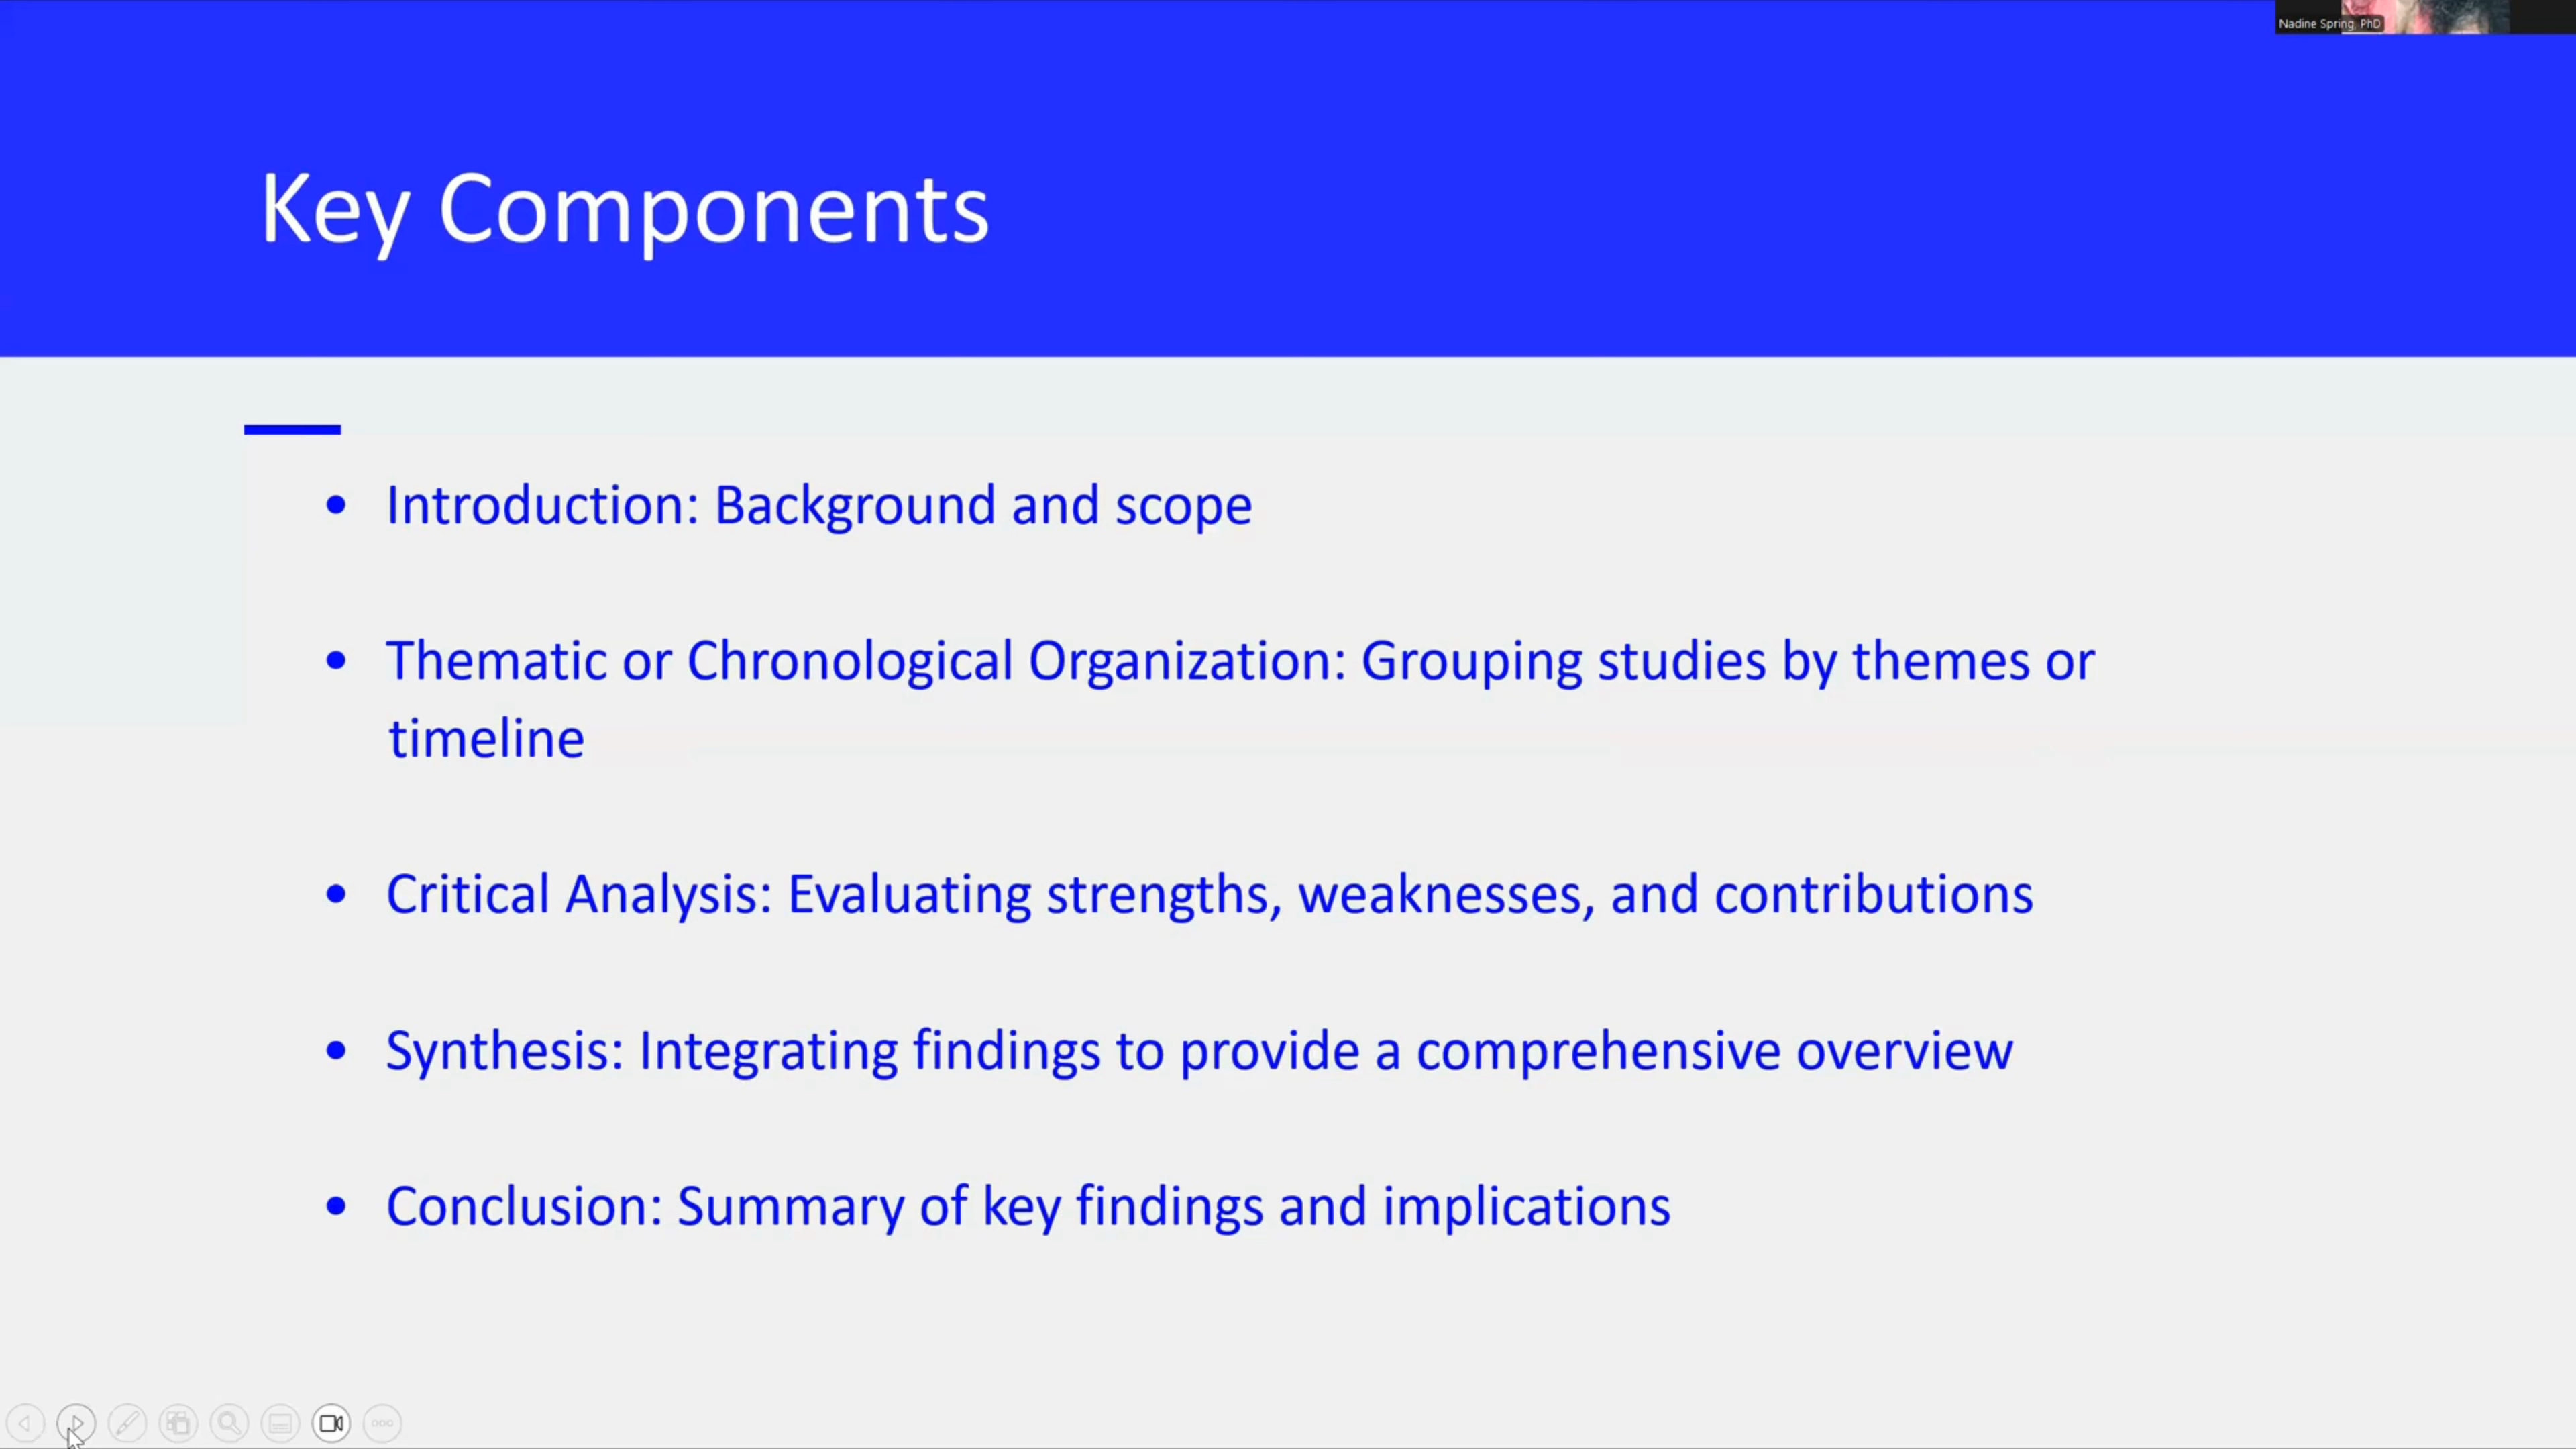 Nadine Spring, PhD
Key Components
• Introduction: Background and scope
• Thematic or Chronological Organization: Grouping studies by themes or
timeline
• Critical Analysis: Evaluating strengths, weaknesses, and contributions
• Synthesis: Integrating findings to provide a comprehensive overview
• Conclusion: Summary of key findings and implications